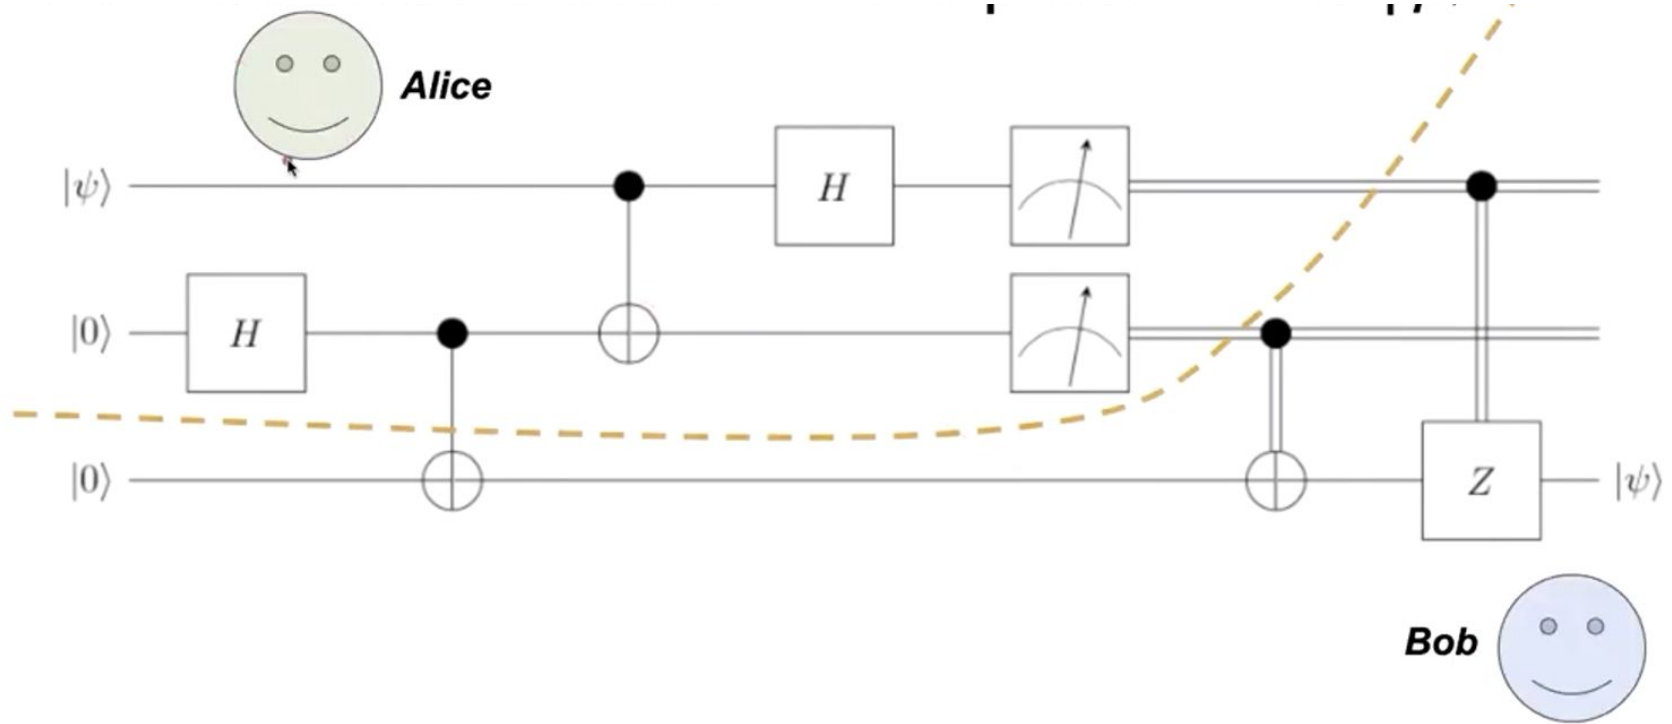 Alice
|ψ⟩ H
|0⟩ H
|0⟩ Z |ψ⟩
Bob